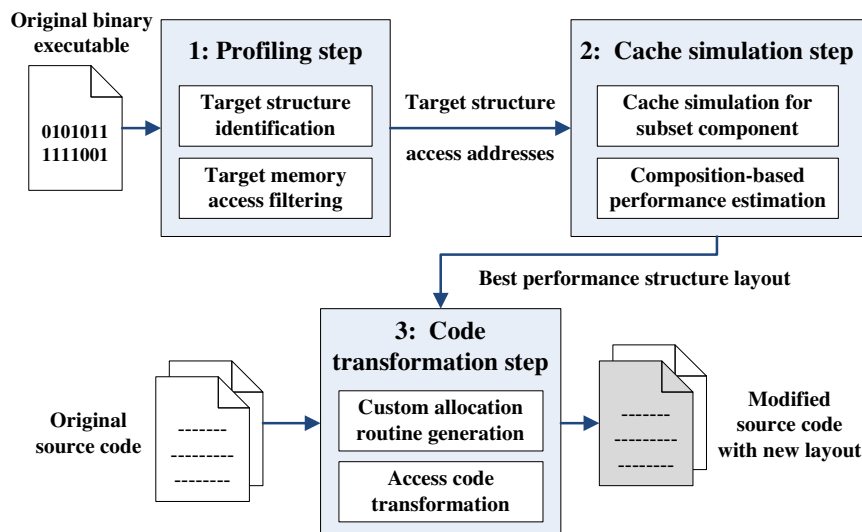 Original binary
executable
0101011
1111001
1: Profiling step
Target structure
identification
Target memory
access filtering
Target structure
access addresses
2: Cache simulation step
Cache simulation for
subset component
Composition-based
performance estimation
Best performance structure layout
3: Code
transformation step
Custom allocation
routine generation
Access code
transformation
Original
source code
-------
---------
--------
Modified
source code
with new layout
-------
---------
--------